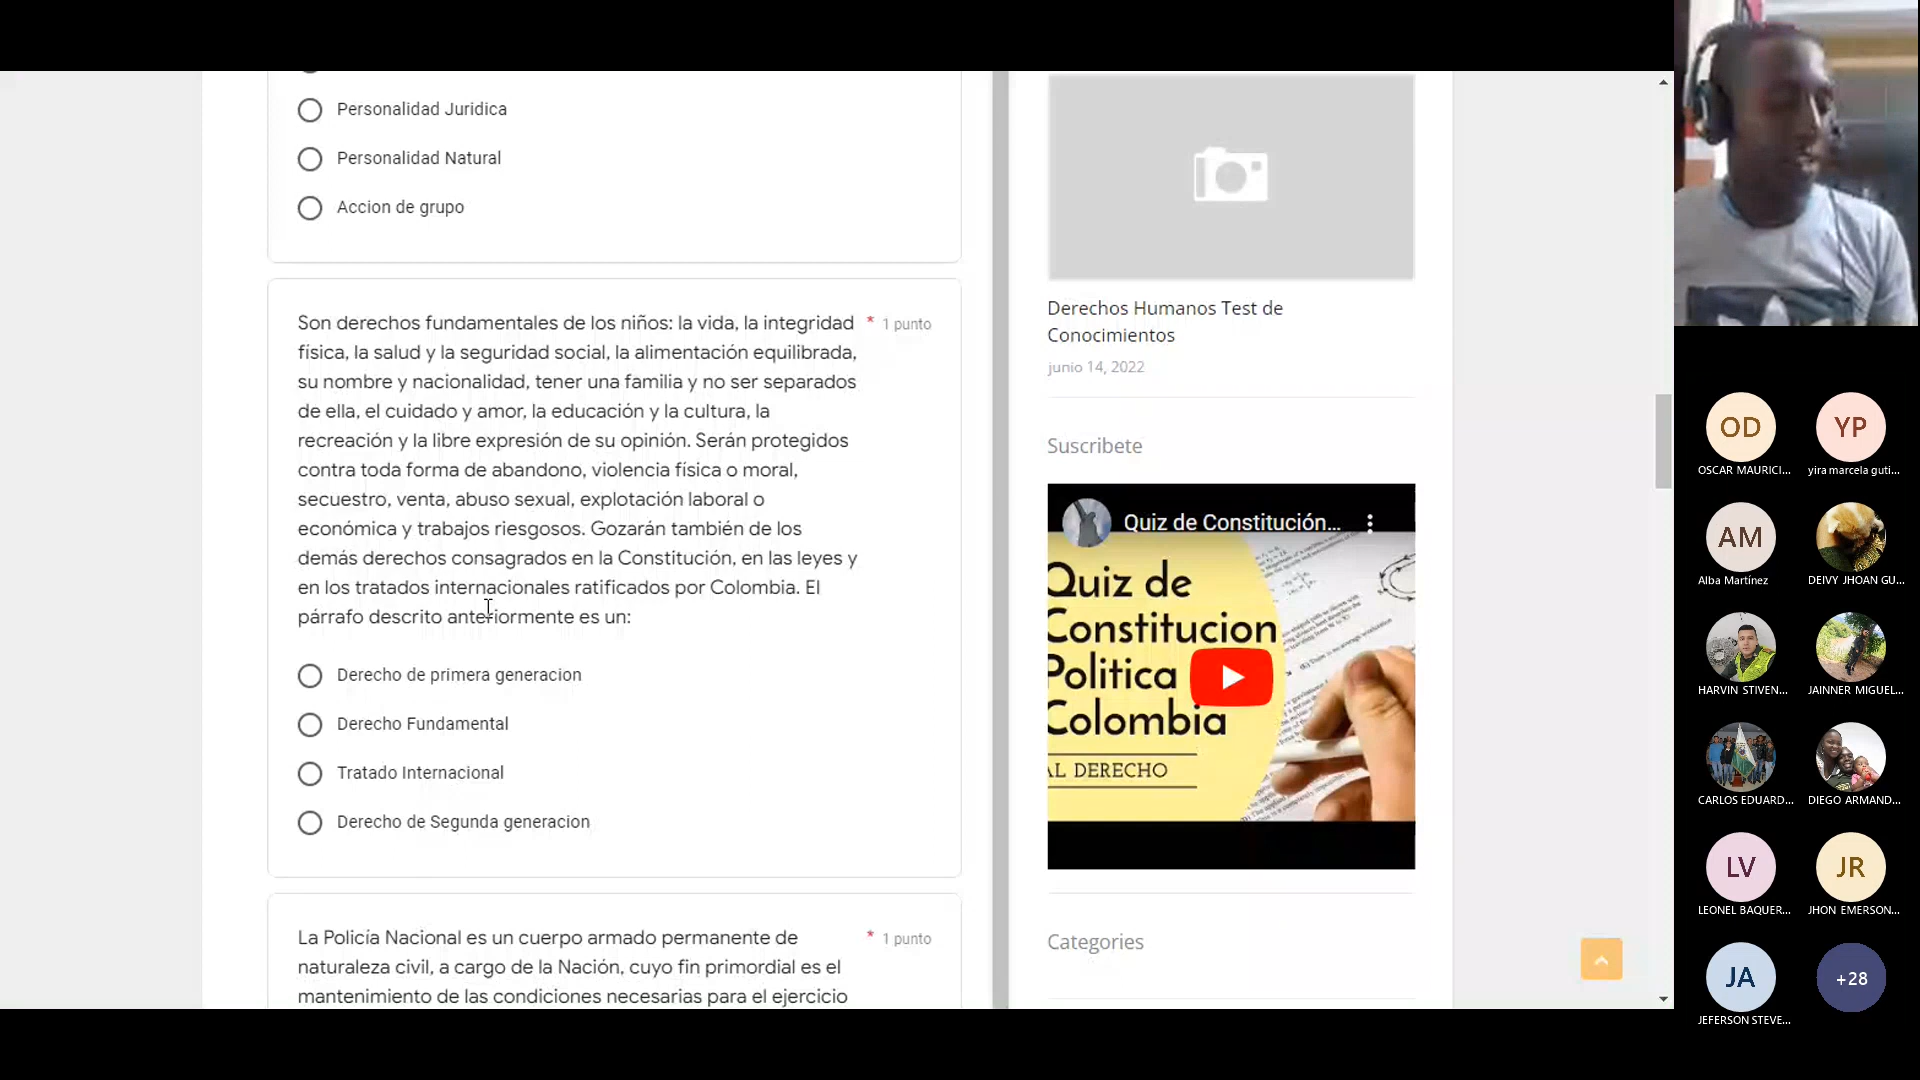 Personalidad Juridica
Personalidad Natural
Accion de grupo
Son derechos fundamentales de los niños: la vida, la integridad * 1 punto
física, la salud y la seguridad social, la alimentación equilibrada,
su nombre y nacionalidad, tener una familia y no ser separados
de ella, el cuidado y amor, la educación y la cultura, la
recreación y la libre expresión de su opinión. Serán protegidos
contra toda forma de abandono, violencia física o moral,
secuestro, venta, abuso sexual, explotación laboral o
económica y trabajos riesgosos. Gozarán también de los
demás derechos consagrados en la Constitución, en las leyes y
en los tratados internacionales ratificados por Colombia. El
párrafo descrito anteriormente es un:
Derecho de primera generacion
Derecho Fundamental
Tratado Internacional
Derecho de Segunda generacion
La Policía Nacional es un cuerpo armado permanente de * 1 punto
naturaleza civil, a cargo de la Nación, cuyo fin primordial es el
mantenimiento de las condiciones necesarias para el ejercicio
Derechos Humanos Test de
Conocimientos
junio 14, 2022
Suscribete
Quiz de Constitución...
Quiz de
Constitucion
Politica
Colombia
AL DERECHO
Categories
OD
OSCAR MAURICI...
YP
yira marcela guti...
AM
Alba Martínez
DEIVY JHOAN GU...
HARVIN STIVEN...
JAINNER MIGUEL...
CARLOS EDUARD...
DIEGO ARMAND...
LV
LEONEL BAQUER...
JR
JHON EMERSON...
JA
JEFERSON STEVE...
+28